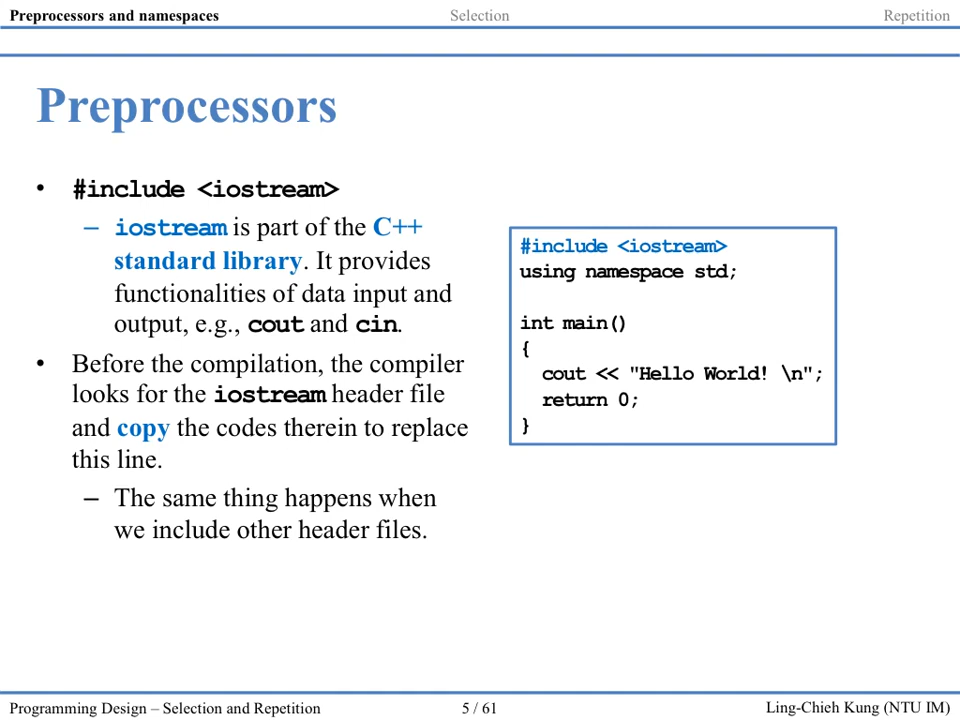 Preprocessors and namespaces Selection Repetition
Preprocessors
• #include <iostream>
– iostream is part of the C++
standard library. It provides
functionalities of data input and
output, e.g., cout and cin.
• Before the compilation, the compiler
looks for the iostream header file
and copy the codes therein to replace
this line.
– The same thing happens when
we include other header files.
#include <iostream>
using namespace std;

int main()
{
  cout << "Hello World! \n";
  return 0;
}
Programming Design – Selection and Repetition 5 / 61 Ling-Chieh Kung (NTU IM)